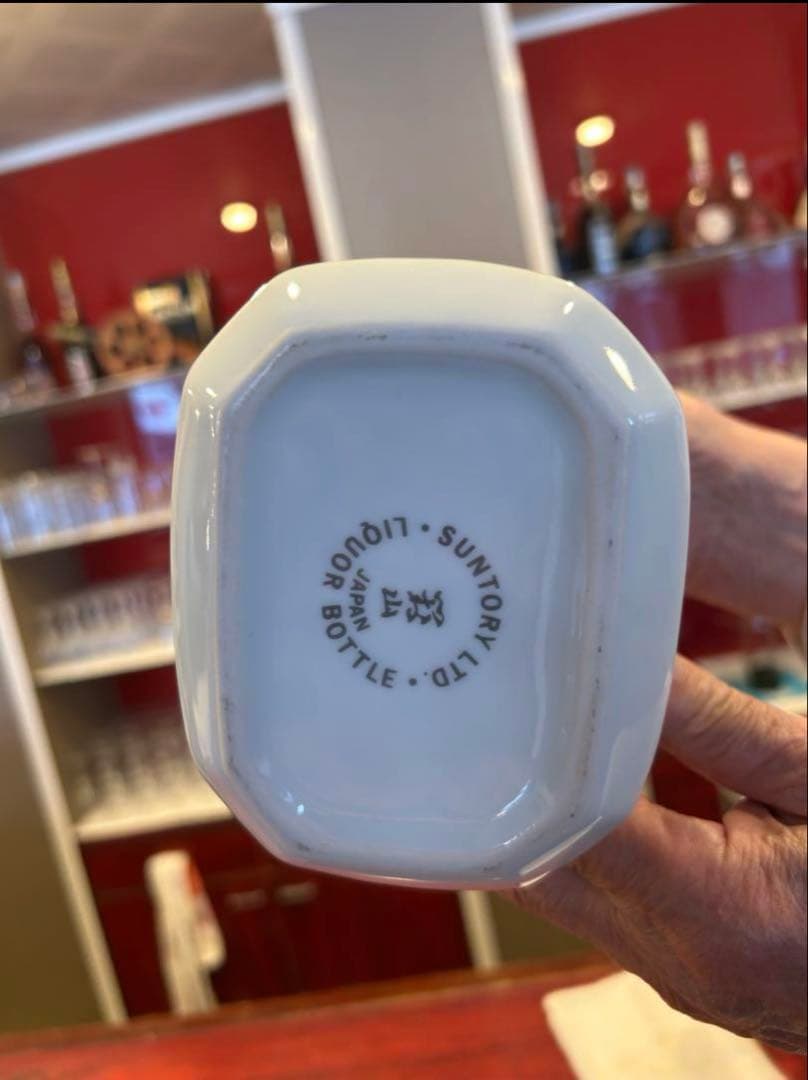 SUNTORY LTD. • LIQUOR BOTTLE •
JAPAN